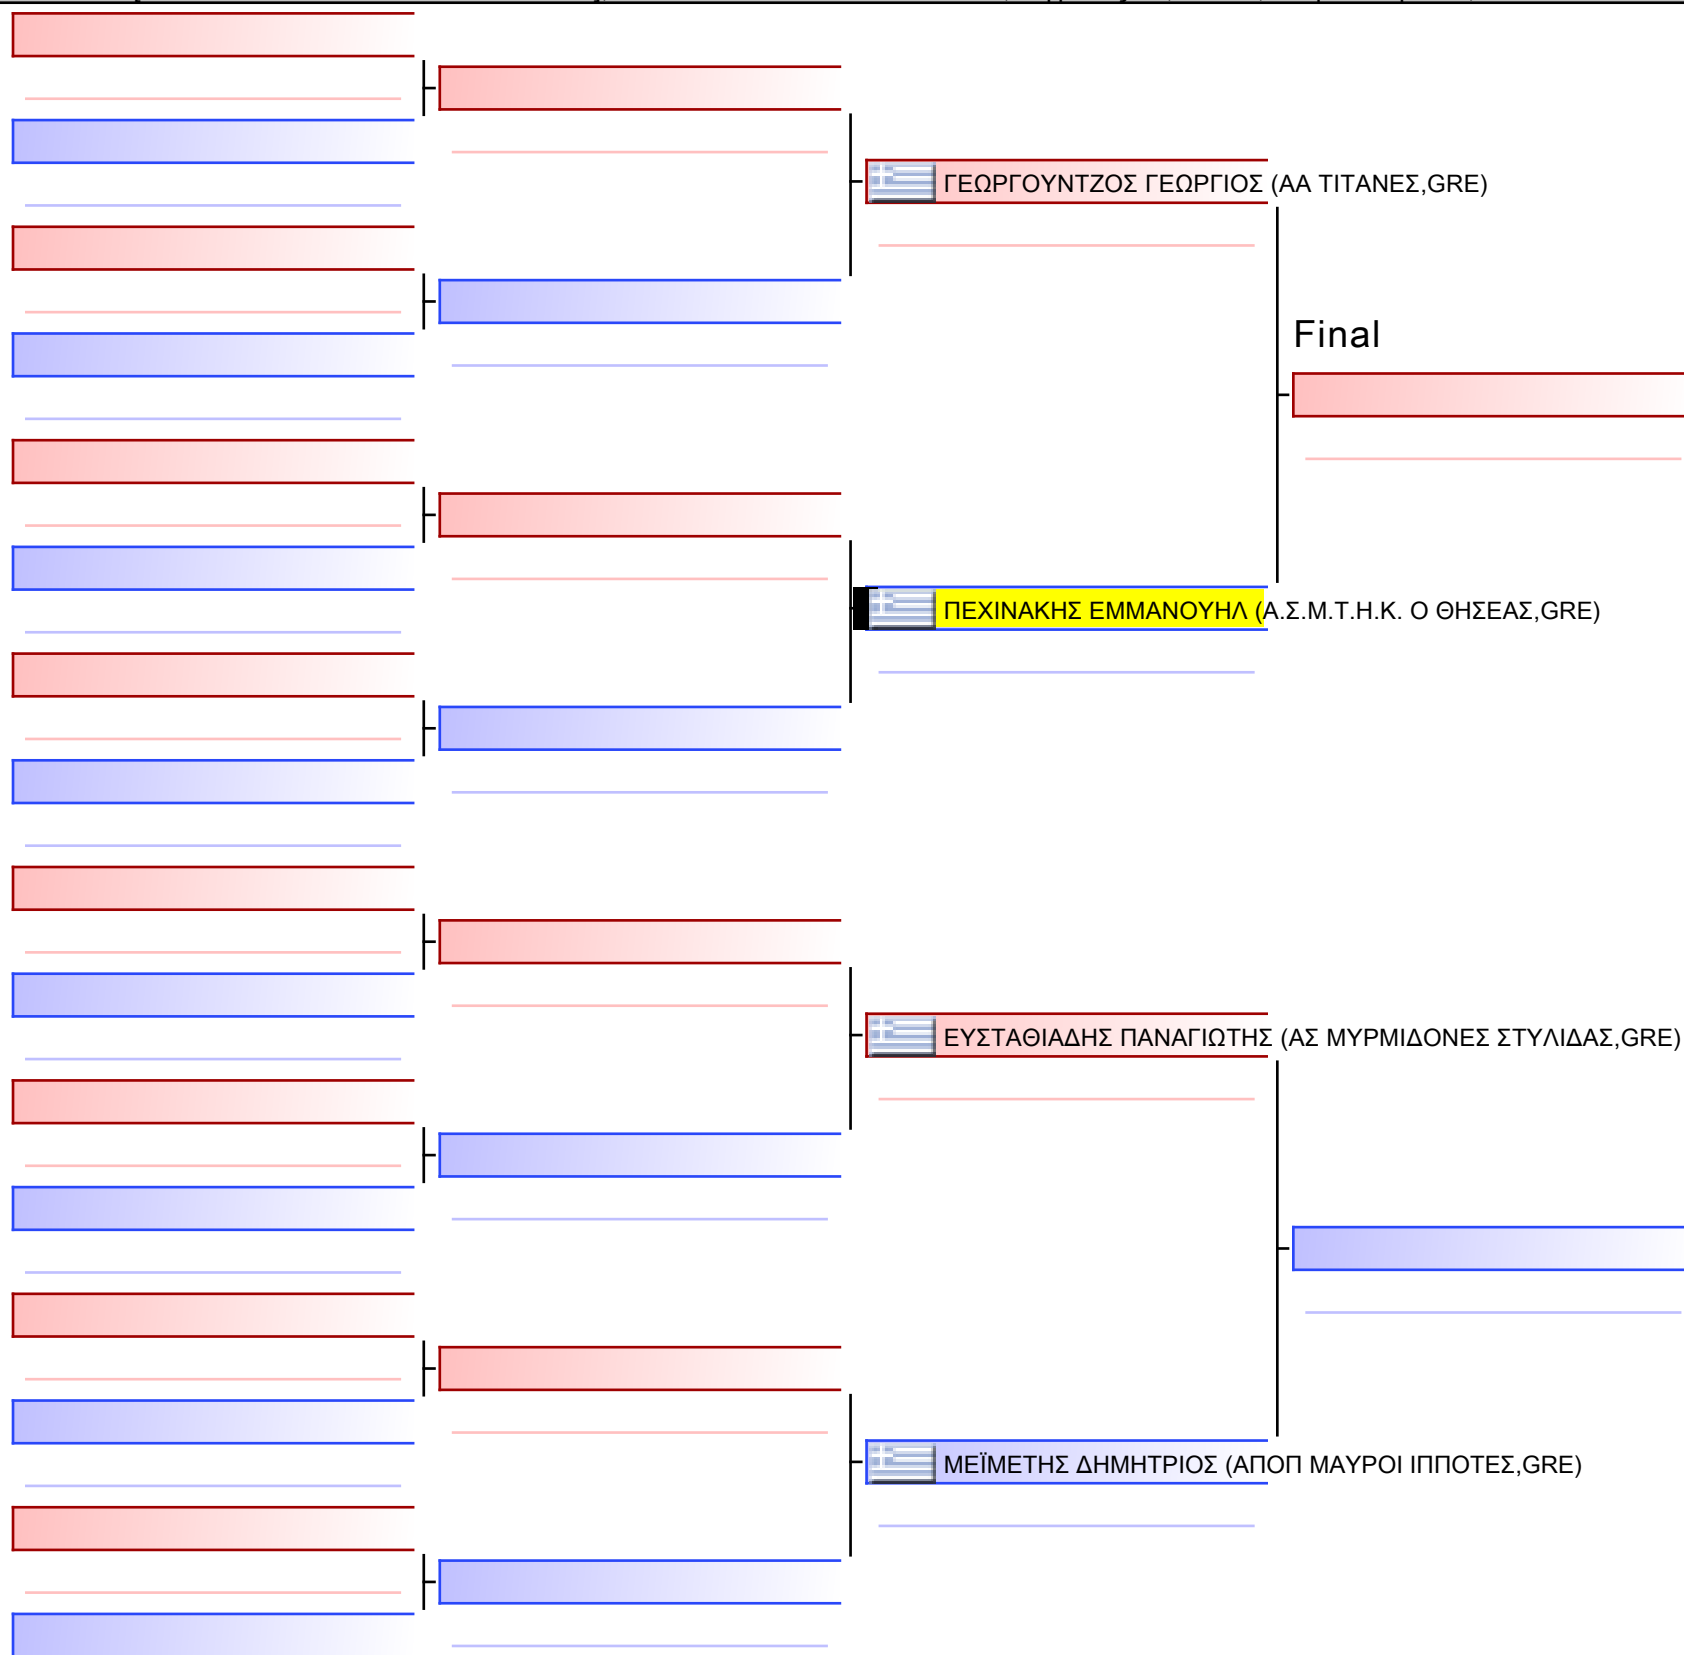 ΓΕΩΡΓΟΥΝΤΖΟΣ ΓΕΩΡΓΙΟΣ (ΑΑ ΤΙΤΑΝΕΣ,GRE)
Final
ΠΕΧΙΝΑΚΗΣ ΕΜΜΑΝΟΥΗΛ (Α.Σ.Μ.Τ.Η.Κ. Ο ΘΗΣΕΑΣ,GRE)
ΕΥΣΤΑΘΙΑΔΗΣ ΠΑΝΑΓΙΩΤΗΣ (ΑΣ ΜΥΡΜΙΔΟΝΕΣ ΣΤΥΛΙΔΑΣ,GRE)
ΜΕΪΜΕΤΗΣ ΔΗΜΗΤΡΙΟΣ (ΑΠΟΠ ΜΑΥΡΟΙ ΙΠΠΟΤΕΣ,GRE)